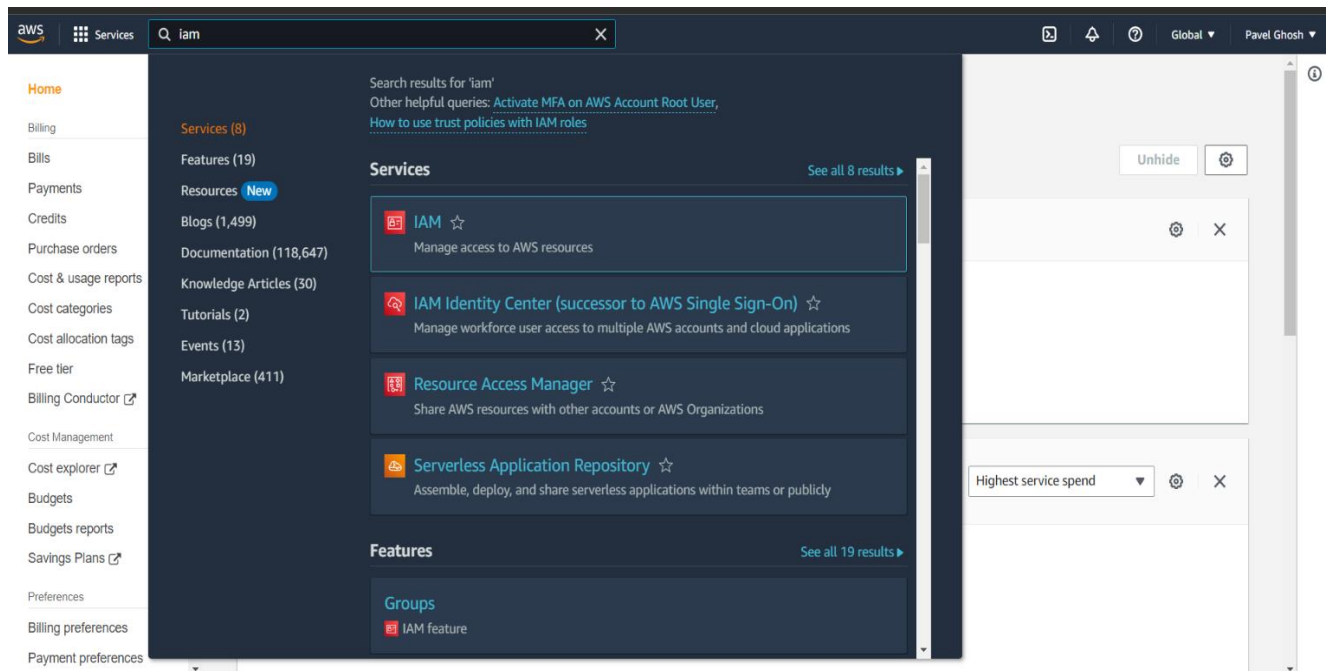 aws
Services
iam
Global
Pavel Ghosh
Home
Billing
Bills
Payments
Credits
Purchase orders
Cost & usage reports
Cost categories
Cost allocation tags
Free tier
Billing Conductor
Cost Management
Cost explorer
Budgets
Budgets reports
Savings Plans
Preferences
Billing preferences
Payment preferences
Services (8)
Features (19)
Resources New
Blogs (1,499)
Documentation (118,647)
Knowledge Articles (30)
Tutorials (2)
Events (13)
Marketplace (411)
Search results for 'iam'
Other helpful queries: Activate MFA on AWS Account Root User,
How to use trust policies with IAM roles
Services
See all 8 results
IAM
Manage access to AWS resources
IAM Identity Center (successor to AWS Single Sign-On)
Manage workforce user access to multiple AWS accounts and cloud applications
Resource Access Manager
Share AWS resources with other accounts or AWS Organizations
Serverless Application Repository
Assemble, deploy, and share serverless applications within teams or publicly
Features
See all 19 results
Groups
IAM feature
Unhide
Highest service spend